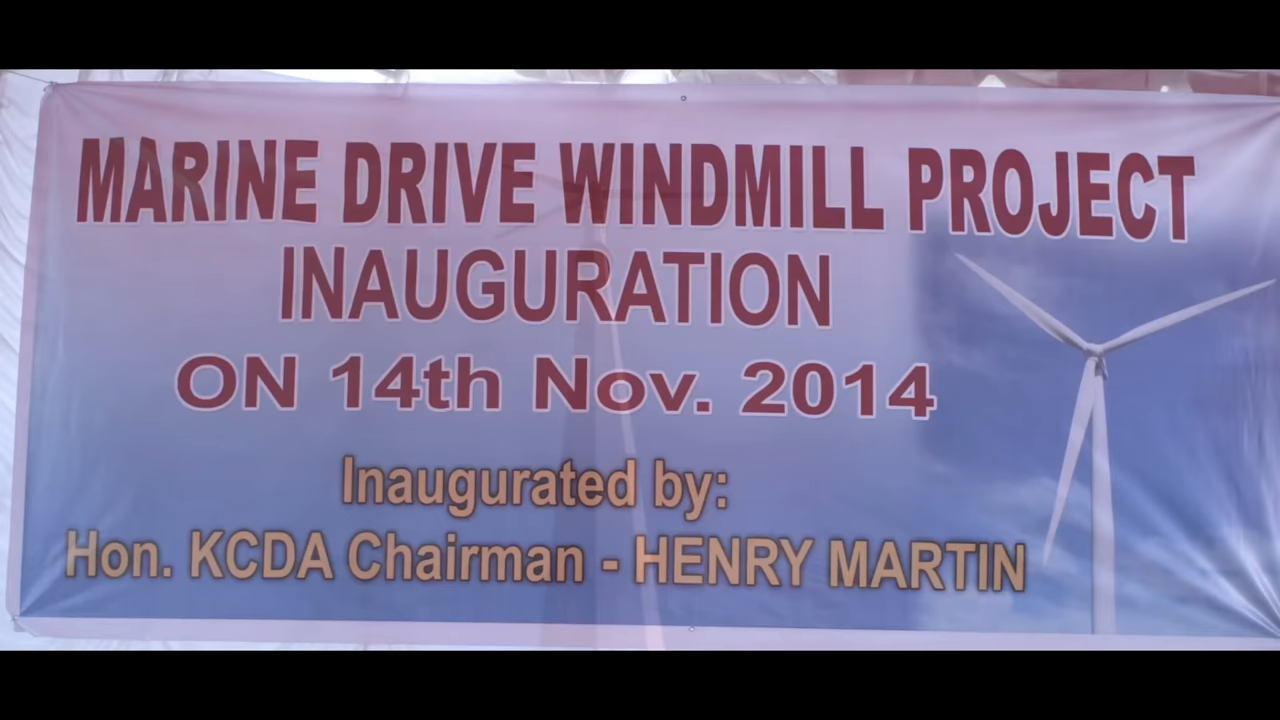 MARINE DRIVE WINDMILL PROJECT
INAUGURATION
ON 14th Nov. 2014
Inaugurated by:
Hon. KCDA Chairman - HENRY MARTIN